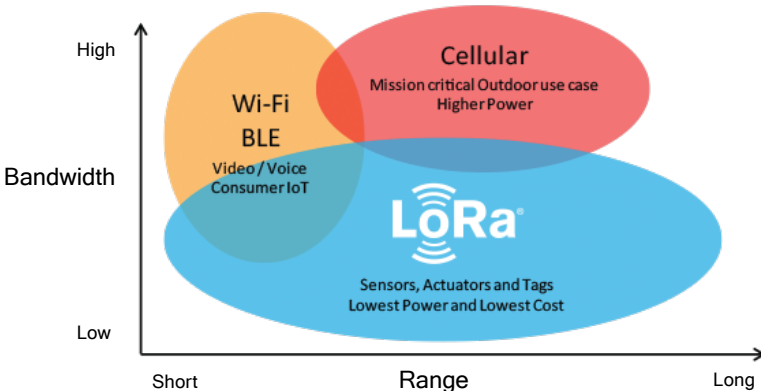 High
Cellular
Mission critical Outdoor use case
Higher Power
Wi-Fi
BLE
Video / Voice
Consumer IoT
Bandwidth
LoRa®
Sensors, Actuators and Tags
Lowest Power and Lowest Cost
Low
Short
Range
Long